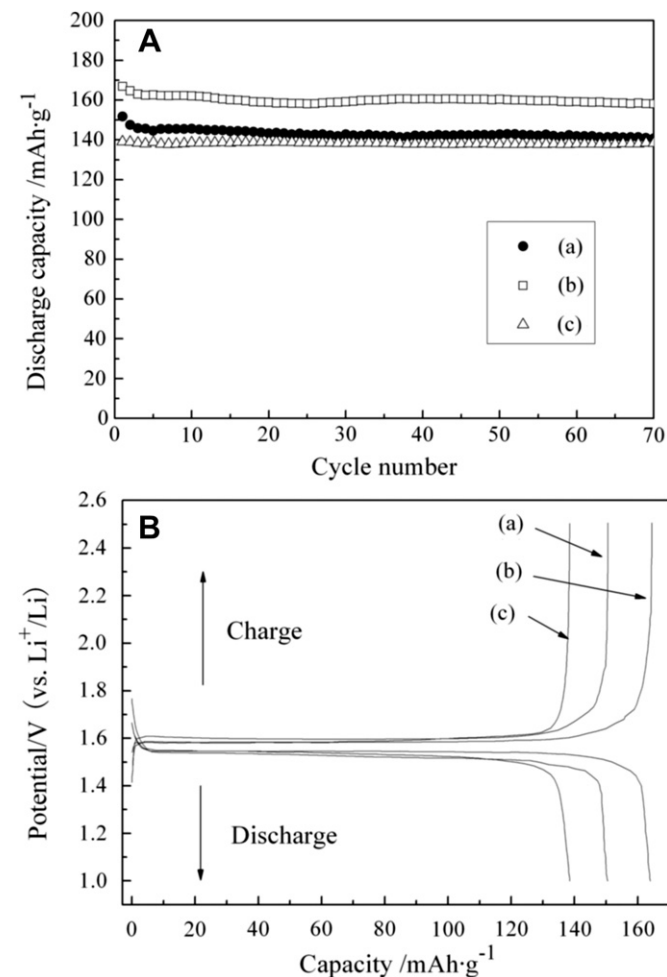 A
200
180
160
140
120
100
80
60
40
20
0
0 10 20 30 40 50 60 70
Discharge capacity /mAh·g-1
Cycle number
(a)
(b)
(c)
B
2.6
2.4
2.2
2.0
1.8
1.6
1.4
1.2
1.0
0 20 40 60 80 100 120 140 160
Potential/V (vs. Li+/Li)
Capacity /mAh·g-1
Charge
Discharge
(a)
(b)
(c)